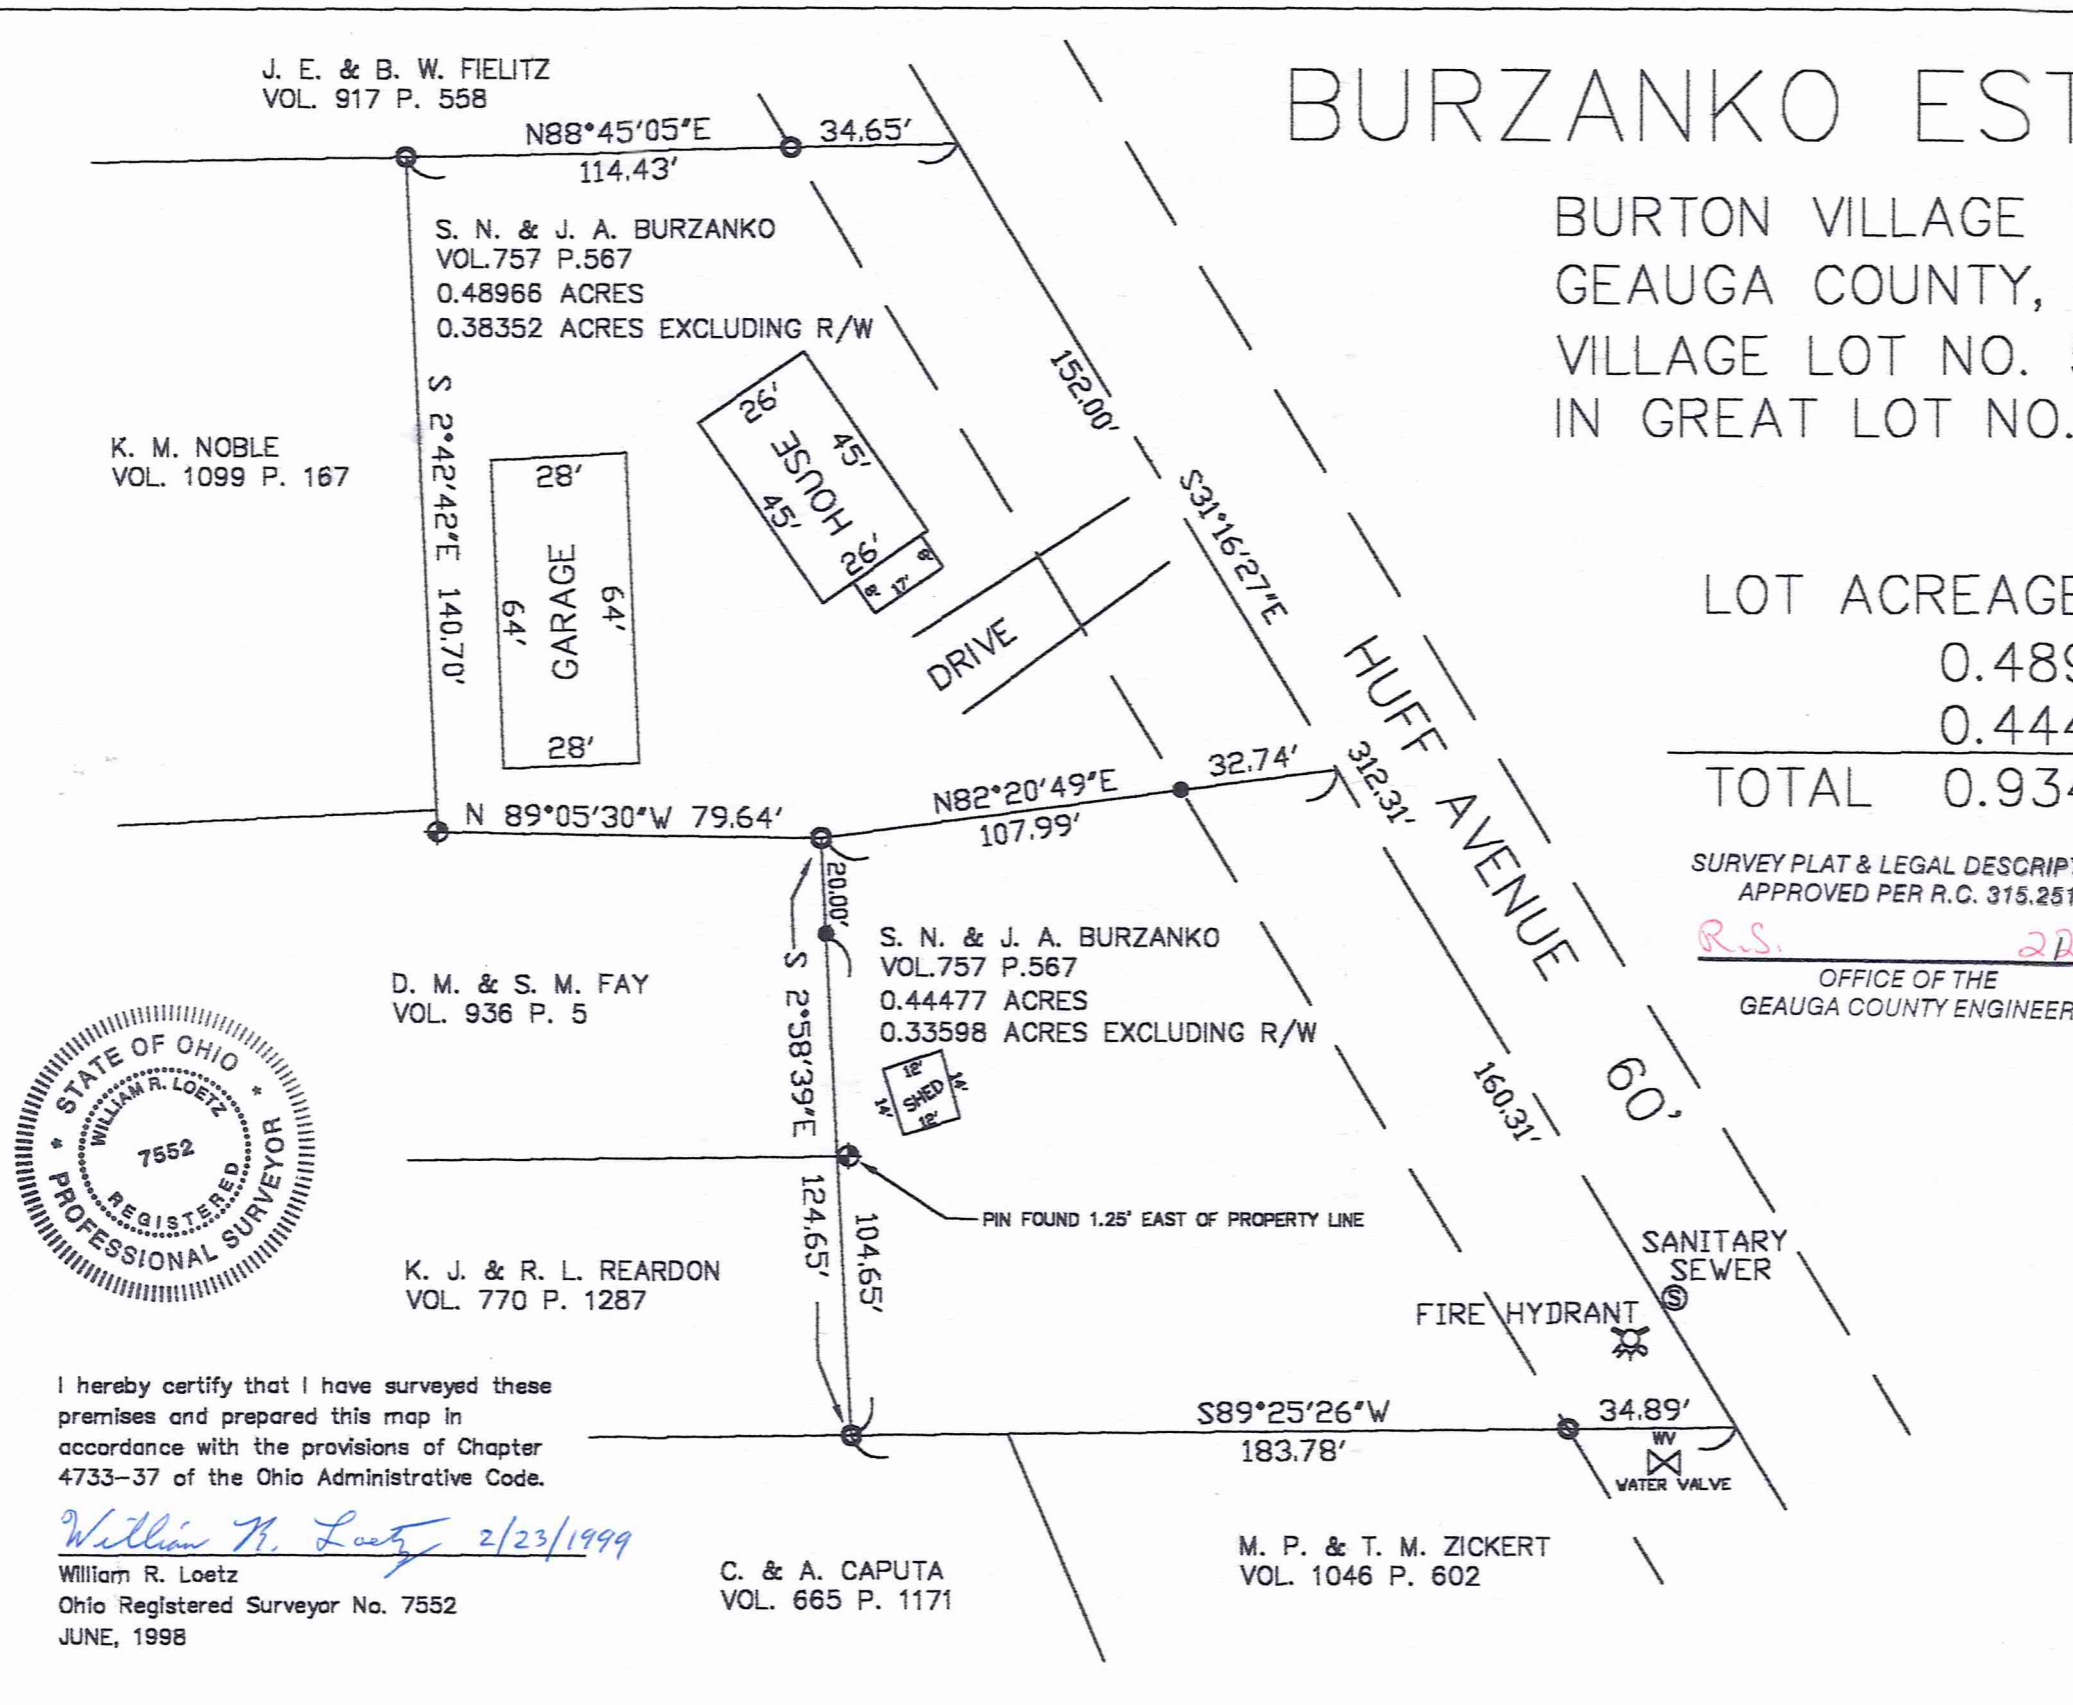 J. E. & B. W. FIELITZ
VOL. 917 P. 558
N88°45'05"E
114.43'
34.65'
BURZANKO EST
BURTON VILLAGE
GEAUGA COUNTY,
VILLAGE LOT NO.
IN GREAT LOT NO.
S. N. & J. A. BURZANKO
VOL.757 P.567
0.48966 ACRES
0.38352 ACRES EXCLUDING R/W
152.00'
S31°16'27"E
K. M. NOBLE
VOL. 1099 P. 167
S 2°42'42"E 140.70'
28'
64'
GARAGE
64'
28'
26'
45'
HOUSE
45'
26'
8'
17'
8'
DRIVE
HUFF AVENUE 60'
LOT ACREAGE
0.489
0.444
TOTAL 0.934
N 89°05'30"W 79.64'
N82°20'49"E
107.99'
32.74'
312.31'
SURVEY PLAT & LEGAL DESCRIPT
APPROVED PER R.C. 315.251
R.S.
OFFICE OF THE
GEAUGA COUNTY ENGINEER
20.00'
S 2°58'39"E
124.65'
104.65'
D. M. & S. M. FAY
VOL. 936 P. 5
S. N. & J. A. BURZANKO
VOL.757 P.567
0.44477 ACRES
0.33598 ACRES EXCLUDING R/W
12'
14'
SHED
14'
12'
160.31'
PIN FOUND 1.25' EAST OF PROPERTY LINE
STATE OF OHIO
WILLIAM R. LOETZ
7552
REGISTERED
PROFESSIONAL SURVEYOR
K. J. & R. L. REARDON
VOL. 770 P. 1287
SANITARY
SEWER
S
FIRE HYDRANT
S89°25'26"W
183.78'
34.89'
WV
WATER VALVE
I hereby certify that I have surveyed these
premises and prepared this map in
accordance with the provisions of Chapter
4733-37 of the Ohio Administrative Code.
William R. Loetz 2/23/1999
William R. Loetz
Ohio Registered Surveyor No. 7552
JUNE, 1998
C. & A. CAPUTA
VOL. 665 P. 1171
M. P. & T. M. ZICKERT
VOL. 1046 P. 602